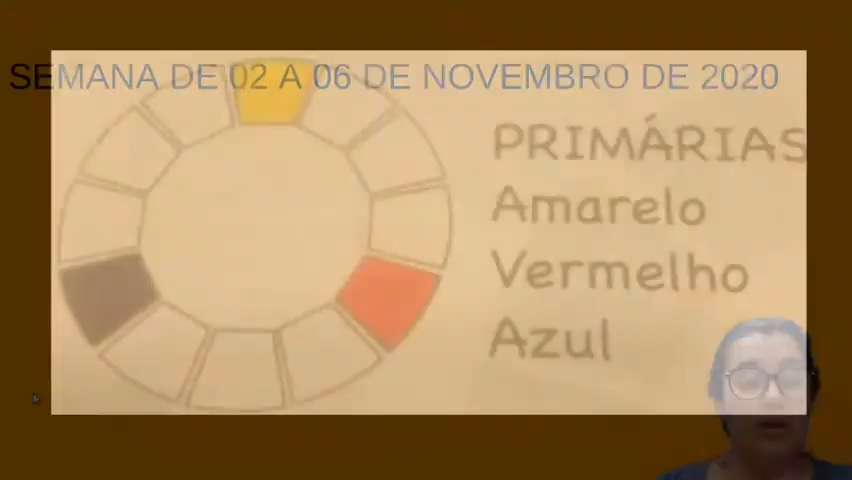 SEMANA DE 02 A 06 DE NOVEMBRO DE 2020
PRIMÁRIAS
Amarelo
Vermelho
Azul